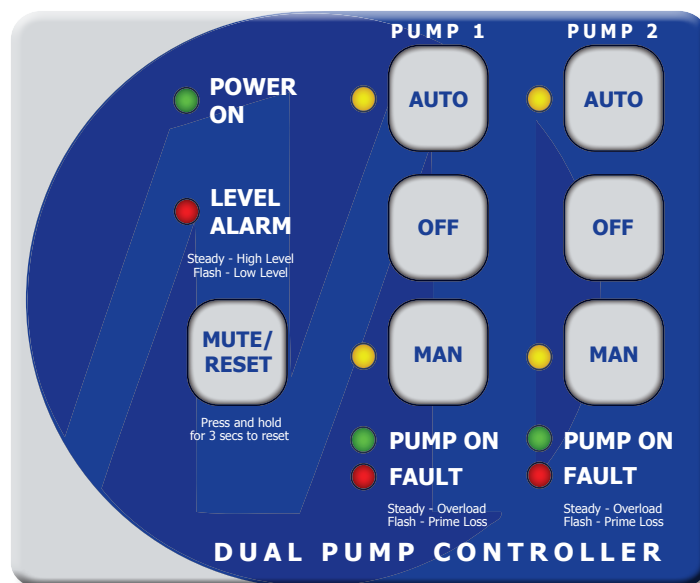 PUMP 1
PUMP 2
POWER
ON
AUTO
AUTO
LEVEL
ALARM
Steady - High Level
Flash - Low Level
OFF
OFF
MUTE/
RESET
Press and hold
for 3 secs to reset
MAN
MAN
PUMP ON
FAULT
Steady - Overload
Flash - Prime Loss
PUMP ON
FAULT
Steady - Overload
Flash - Prime Loss
DUAL PUMP CONTROLLER